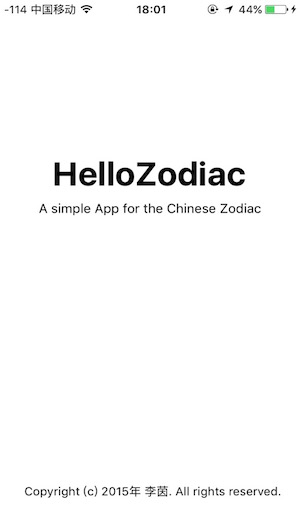 -114 中国移动 18:01 44%
HelloZodiac
A simple App for the Chinese Zodiac
Copyright (c) 2015年 李茵. All rights reserved.